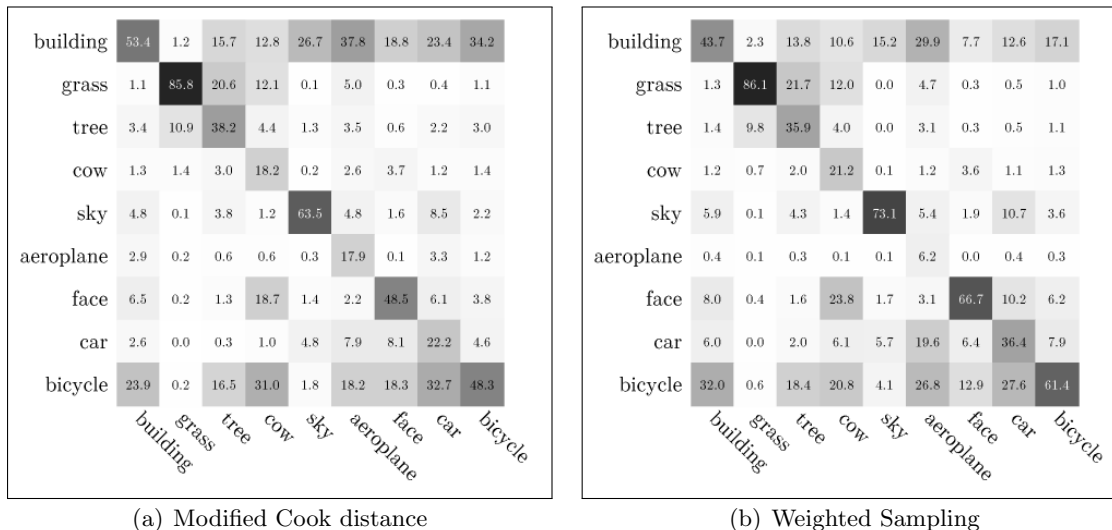 building 53.4 1.2 15.7 12.8 26.7 37.8 18.8 23.4 34.2
grass 1.1 85.8 20.6 12.1 0.1 5.0 0.3 0.4 1.1
tree 3.4 10.9 38.2 4.4 1.3 3.5 0.6 2.2 3.0
cow 1.3 1.4 3.0 18.2 0.2 2.6 3.7 1.2 1.4
sky 4.8 0.1 3.8 1.2 63.5 4.8 1.6 8.5 2.2
aeroplane 2.9 0.2 0.6 0.6 0.3 17.9 0.1 3.3 1.2
face 6.5 0.2 1.3 18.7 1.4 2.2 48.5 6.1 3.8
car 2.6 0.0 0.3 1.0 4.8 7.9 8.1 22.2 4.6
bicycle 23.9 0.2 16.5 31.0 1.8 18.2 18.3 32.7 48.3
building grass tree cow sky aeroplane face car bicycle
(a) Modified Cook distance
building 43.7 2.3 13.8 10.6 15.2 29.9 7.7 12.6 17.1
grass 1.3 86.1 21.7 12.0 0.0 4.7 0.3 0.5 1.0
tree 1.4 9.8 35.9 4.0 0.0 3.1 0.3 0.5 1.1
cow 1.2 0.7 2.0 21.2 0.1 1.2 3.6 1.1 1.3
sky 5.9 0.1 4.3 1.4 73.1 5.4 1.9 10.7 3.6
aeroplane 0.4 0.1 0.3 0.1 0.1 6.2 0.0 0.4 0.3
face 8.0 0.4 1.6 23.8 1.7 3.1 66.7 10.2 6.2
car 6.0 0.0 2.0 6.1 5.7 19.6 6.4 36.4 7.9
bicycle 32.0 0.6 18.4 20.8 4.1 26.8 12.9 27.6 61.4
building grass tree cow sky aeroplane face car bicycle
(b) Weighted Sampling